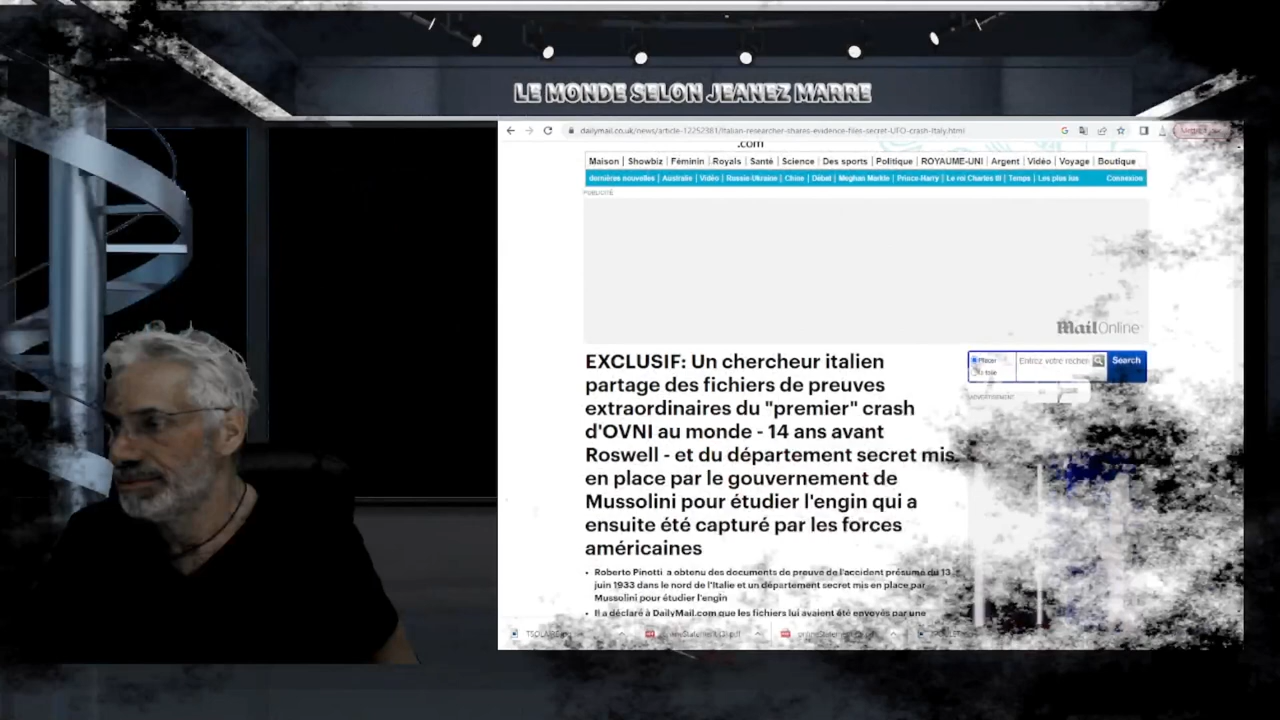 LE MONDE SELON JEANEZ MARRE
dailymail.co.uk/news/article-12252381/Italian-researcher-shares-evidence-files-secret-UFO-crash-Italy.html
.com
Maison | Showbiz | Féminin | Royals | Santé | Science | Des sports | Politique | ROYAUME-UNI | Argent | Vidéo | Voyage | Boutique
dernières nouvelles | Australie | Vidéo | Russie-Ukraine | Chine | Débat | Meghan Markle | Prince Harry | Le roi Charles III | Temps | Les plus lus Connexion
PUBLICITÉ
Mail Online
EXCLUSIF: Un chercheur italien
partage des fichiers de preuves
extraordinaires du "premier" crash
d'OVNI au monde - 14 ans avant
Roswell - et du département secret mis
en place par le gouvernement de
Mussolini pour étudier l'engin qui a
ensuite été capturé par les forces
américaines
Placer
Entrez votre recher
Search
ADVERTISEMENT
• Roberto Pinotti a obtenu des documents de preuve de l'accident présumé du 13
juin 1933 dans le nord de l'Italie et un département secret mis en place par
Mussolini pour étudier l'engin
• Il a déclaré à DailyMail.com que les fichiers lui avaient été envoyés par une